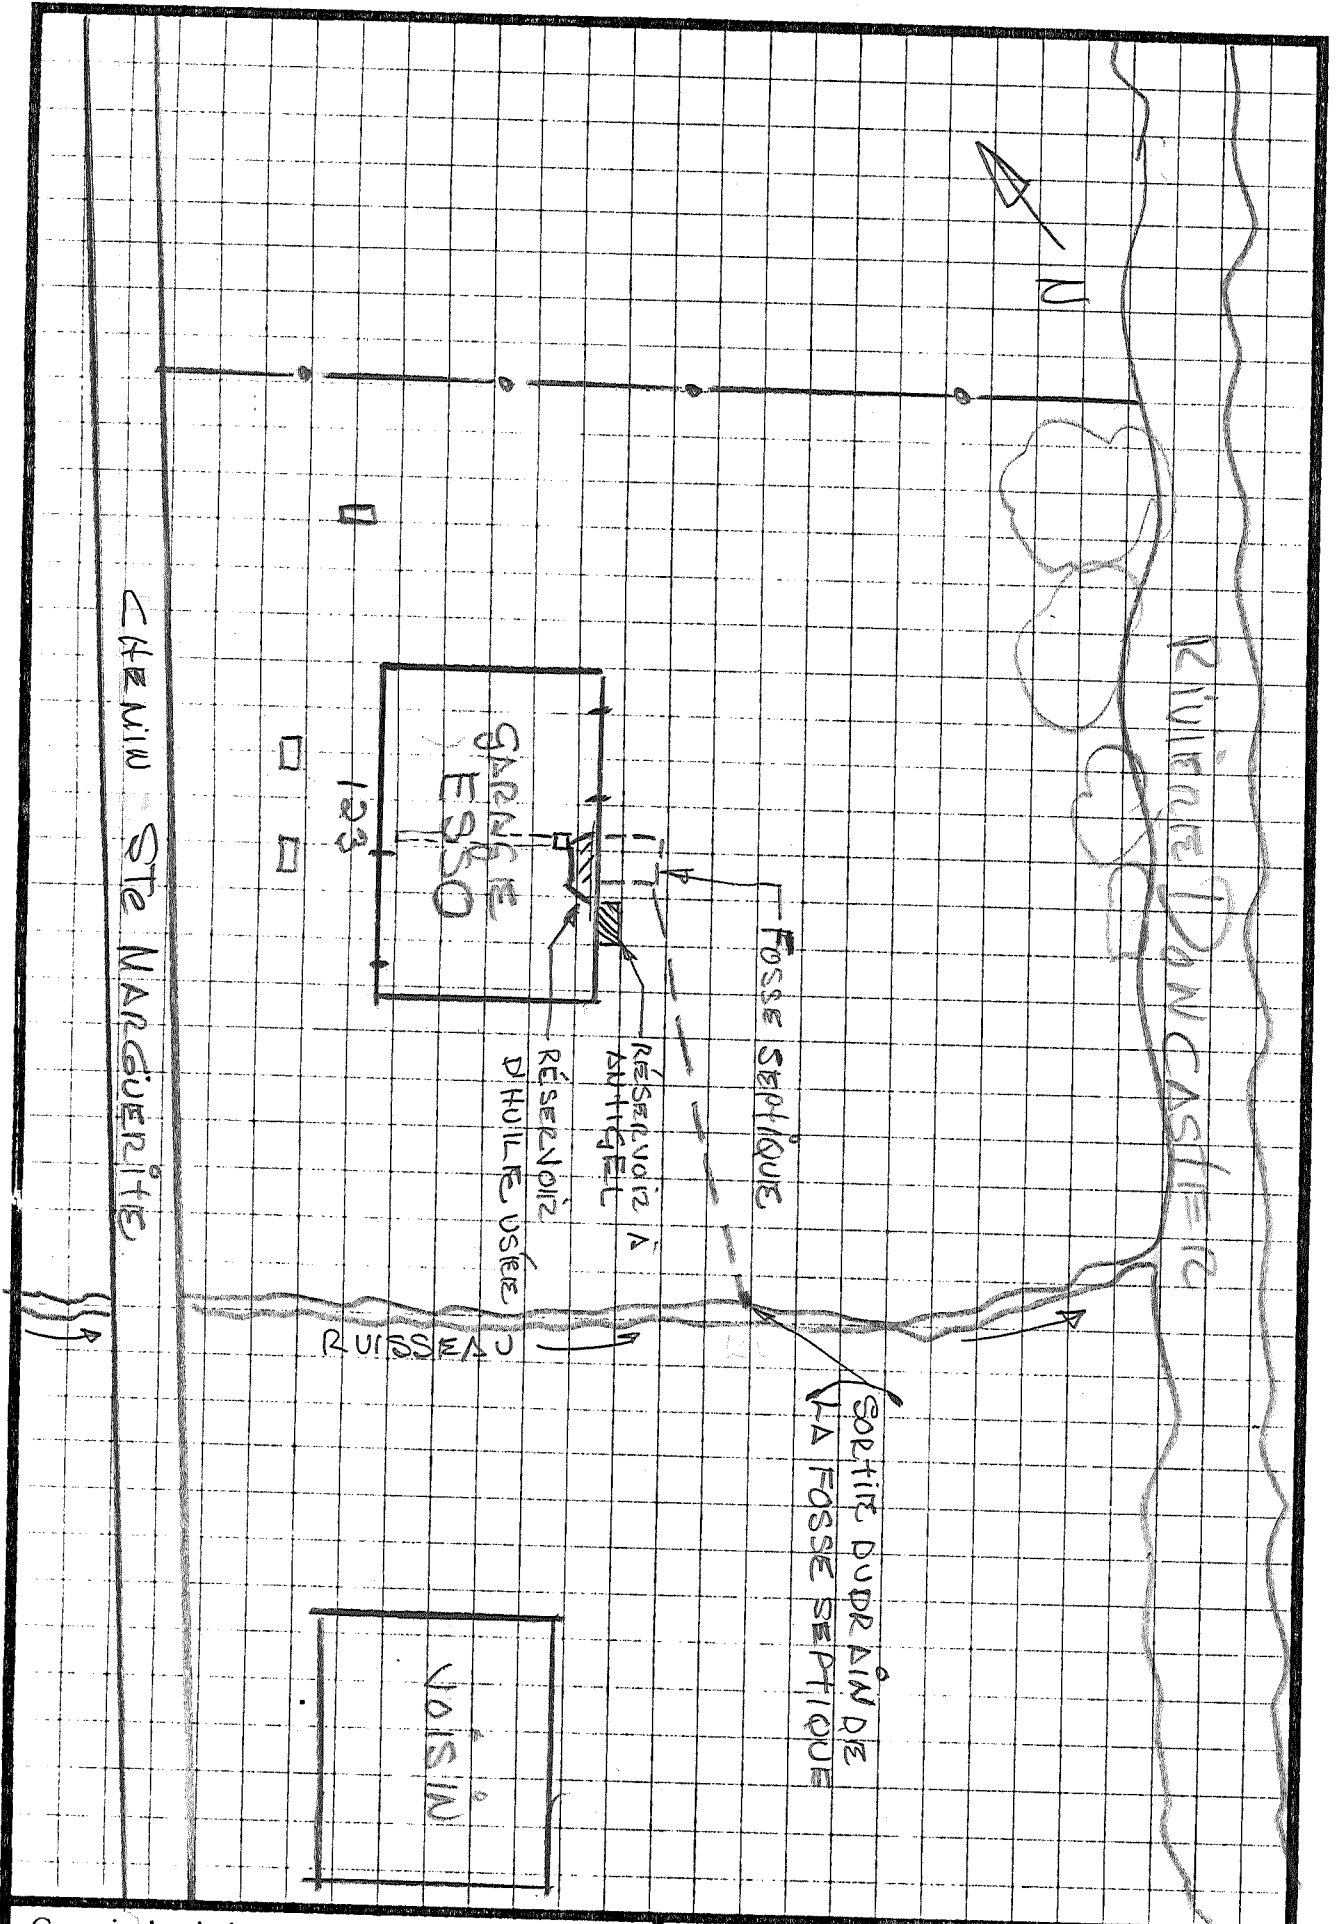 N
RIVIÈRE DONCASTER
FOSSE SEPTIQUE
SORTIE DU DRAIN DE
LA FOSSE SEPTIQUE
RÉSERVOIR À
ANTIGEL
RÉSERVOIR
D'HUILE USÉE
GARAGE
ESSO
123
RUISSEAU
VOISIN
CHEMIN STE MARGUERITE